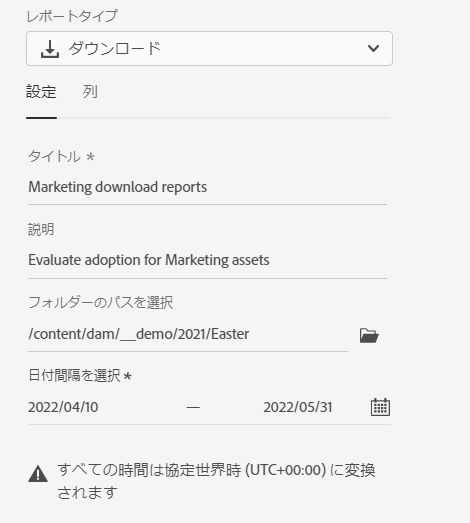 レポートタイプ
ダウンロード
設定 列
タイトル *
Marketing download reports
説明
Evaluate adoption for Marketing assets
フォルダーのパスを選択
/content/dam/__demo/2021/Easter
日付間隔を選択 *
2022/04/10 — 2022/05/31
すべての時間は協定世界時 (UTC+00:00) に変換
されます